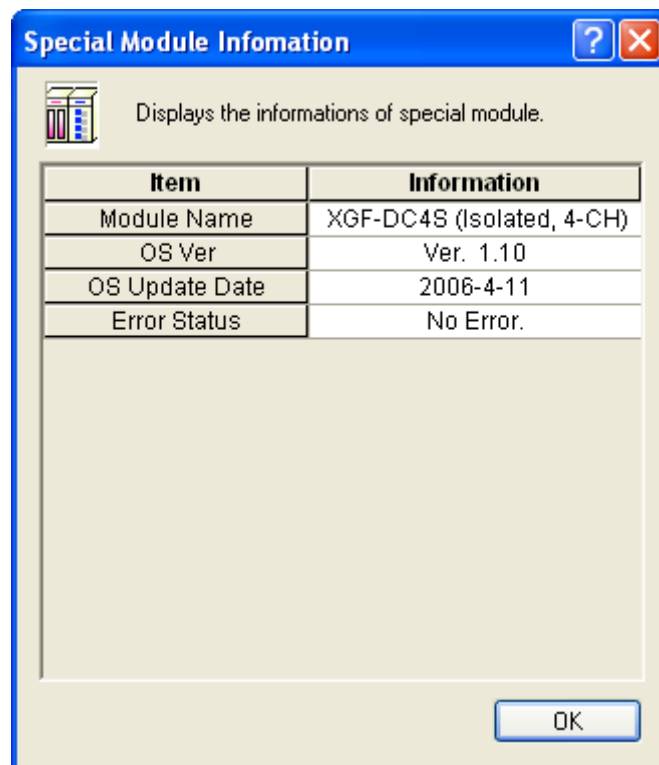 Special Module Infomation
Displays the informations of special module.
Item Information
Module Name XGF-DC4S (Isolated, 4-CH)
OS Ver Ver. 1.10
OS Update Date 2006-4-11
Error Status No Error.
OK